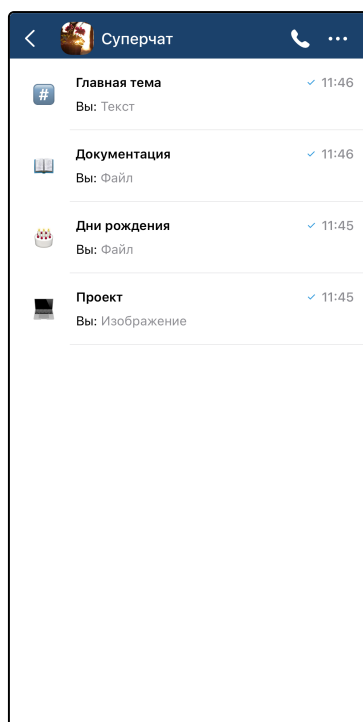 Суперчат
Главная тема 11:46
Вы: Текст
Документация 11:46
Вы: Файл
Дни рождения 11:45
Вы: Файл
Проект 11:45
Вы: Изображение